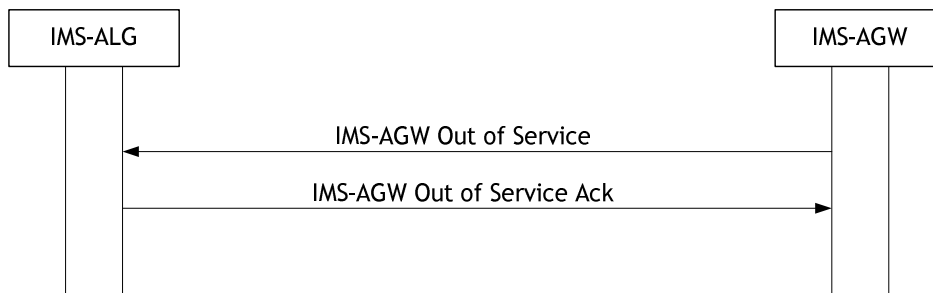 IMS-ALG
IMS-AGW
IMS-AGW Out of Service
IMS-AGW Out of Service Ack